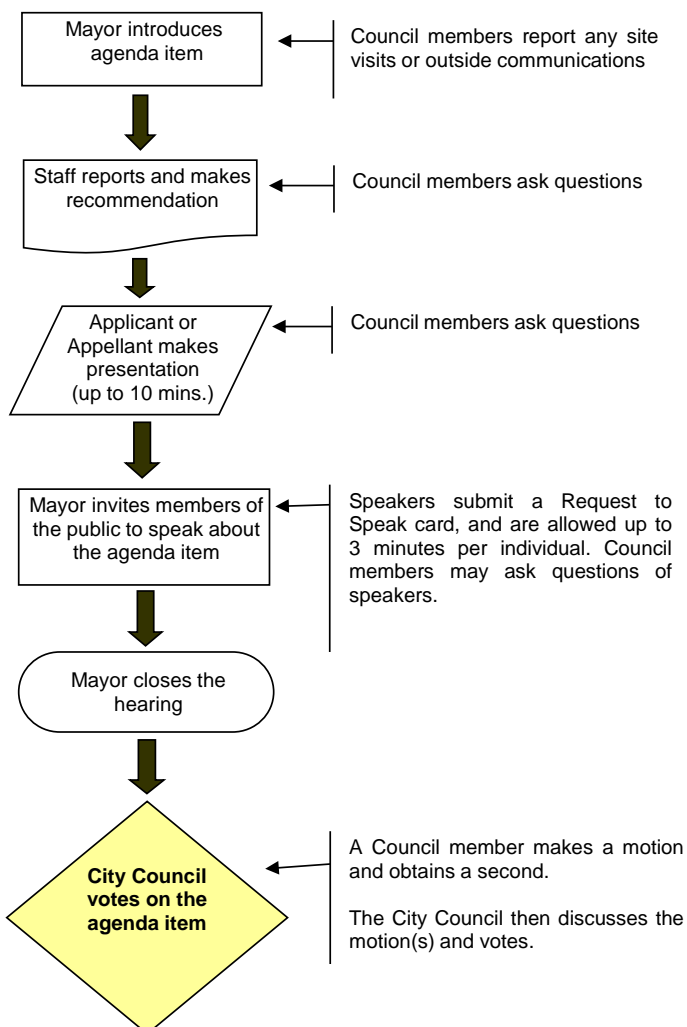 Mayor introduces
agenda item
Council members report any site
visits or outside communications
Staff reports and makes
recommendation
Council members ask questions
Applicant or
Appellant makes
presentation
(up to 10 mins.)
Council members ask questions
Mayor invites members of
the public to speak about
the agenda item
Speakers submit a Request to
Speak card, and are allowed up to
3 minutes per individual. Council
members may ask questions of
speakers.
Mayor closes the
hearing
City Council
votes on the
agenda item
A Council member makes a motion
and obtains a second.
The City Council then discusses the
motion(s) and votes.